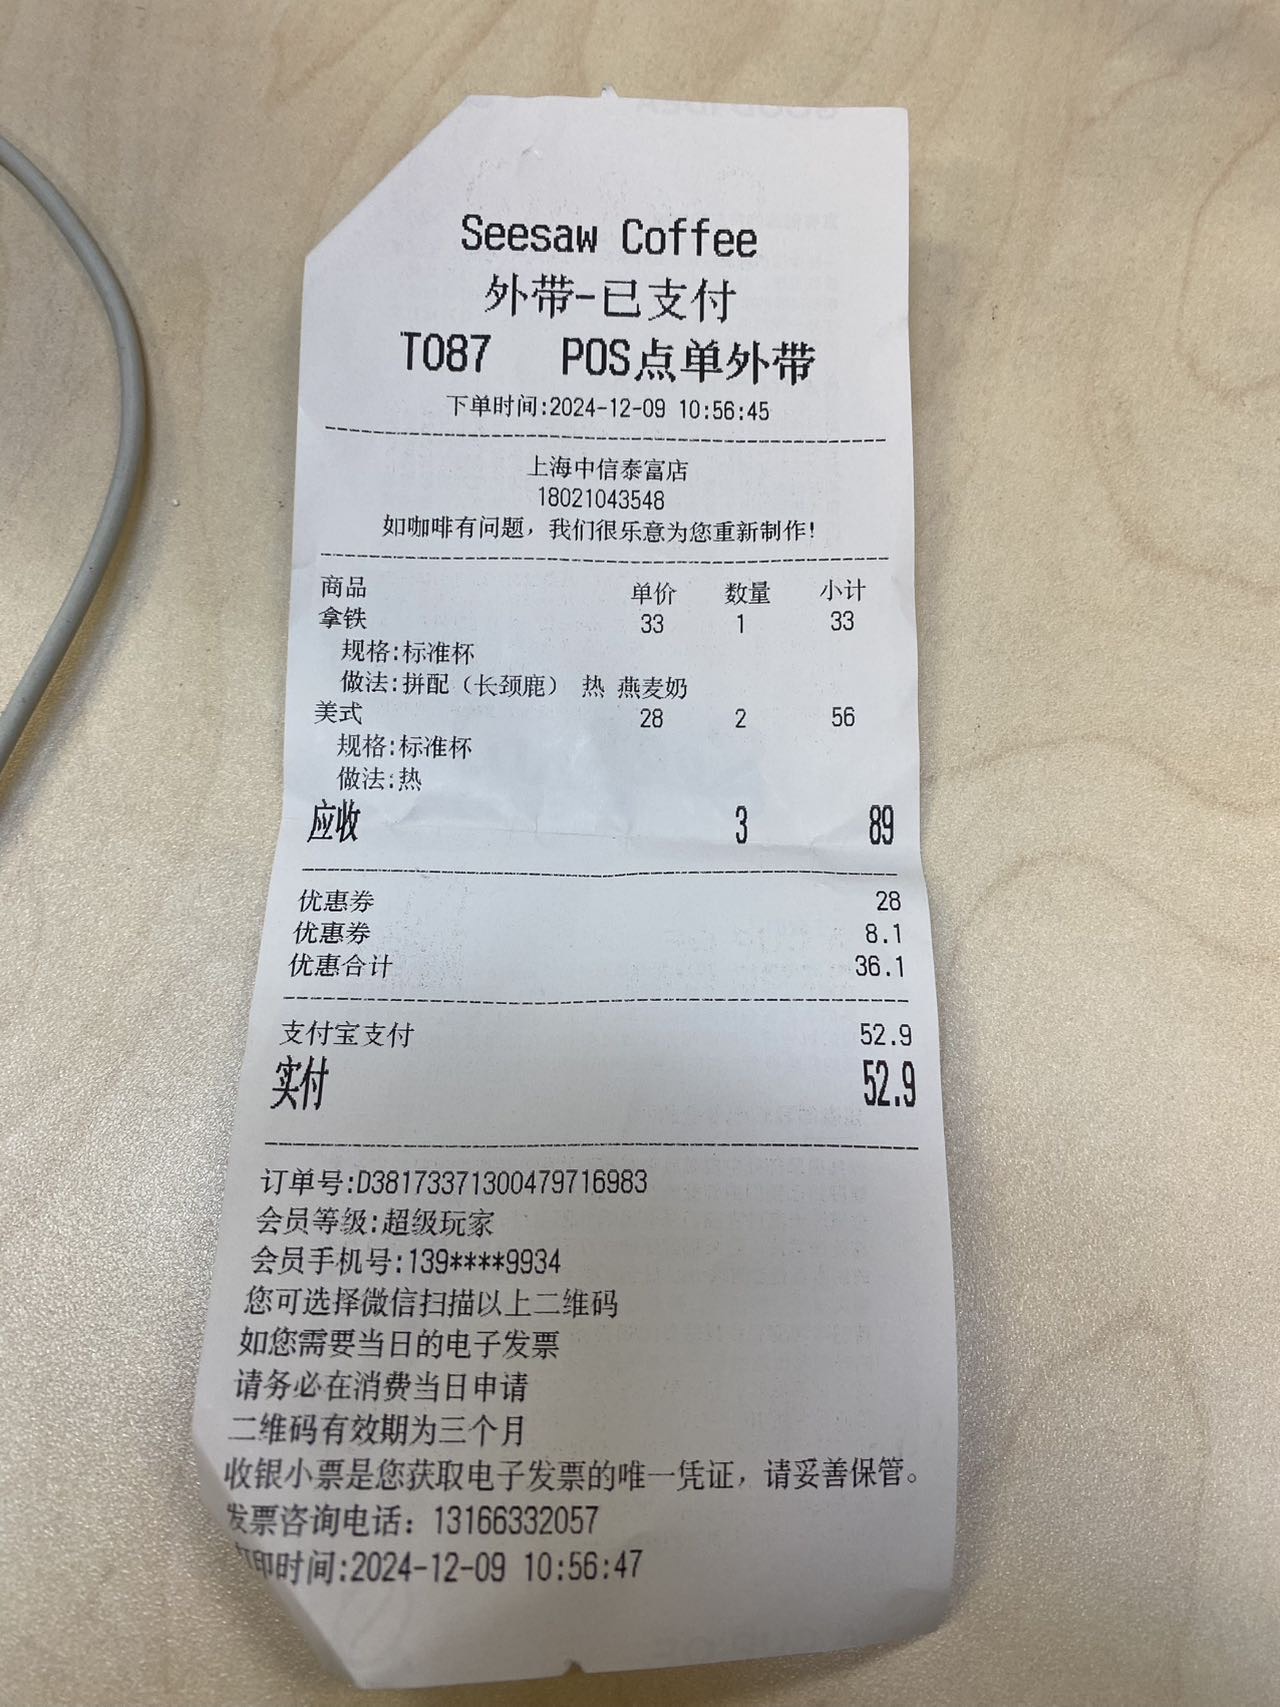 Seesaw Coffee
外带-已支付
T087 POS点单外带
下单时间:2024-12-09 10:56:45
上海中信泰富店
18021043548
如咖啡有问题，我们很乐意为您重新制作!
商品 单价 数量 小计
拿铁 33 1 33
规格:标准杯
做法:拼配（长颈鹿） 热 燕麦奶
美式 28 2 56
规格:标准杯
做法:热
应收 3 89
优惠券 28
优惠券 8.1
优惠合计 36.1
支付宝支付 52.9
实付 52.9
订单号:D38173371300479716983
会员等级:超级玩家
会员手机号:139****9934
您可选择微信扫描以上二维码
如您需要当日的电子发票
请务必在消费当日申请
二维码有效期为三个月
收银小票是您获取电子发票的唯一凭证，请妥善保管。
发票咨询电话：13166332057
打印时间:2024-12-09 10:56:47